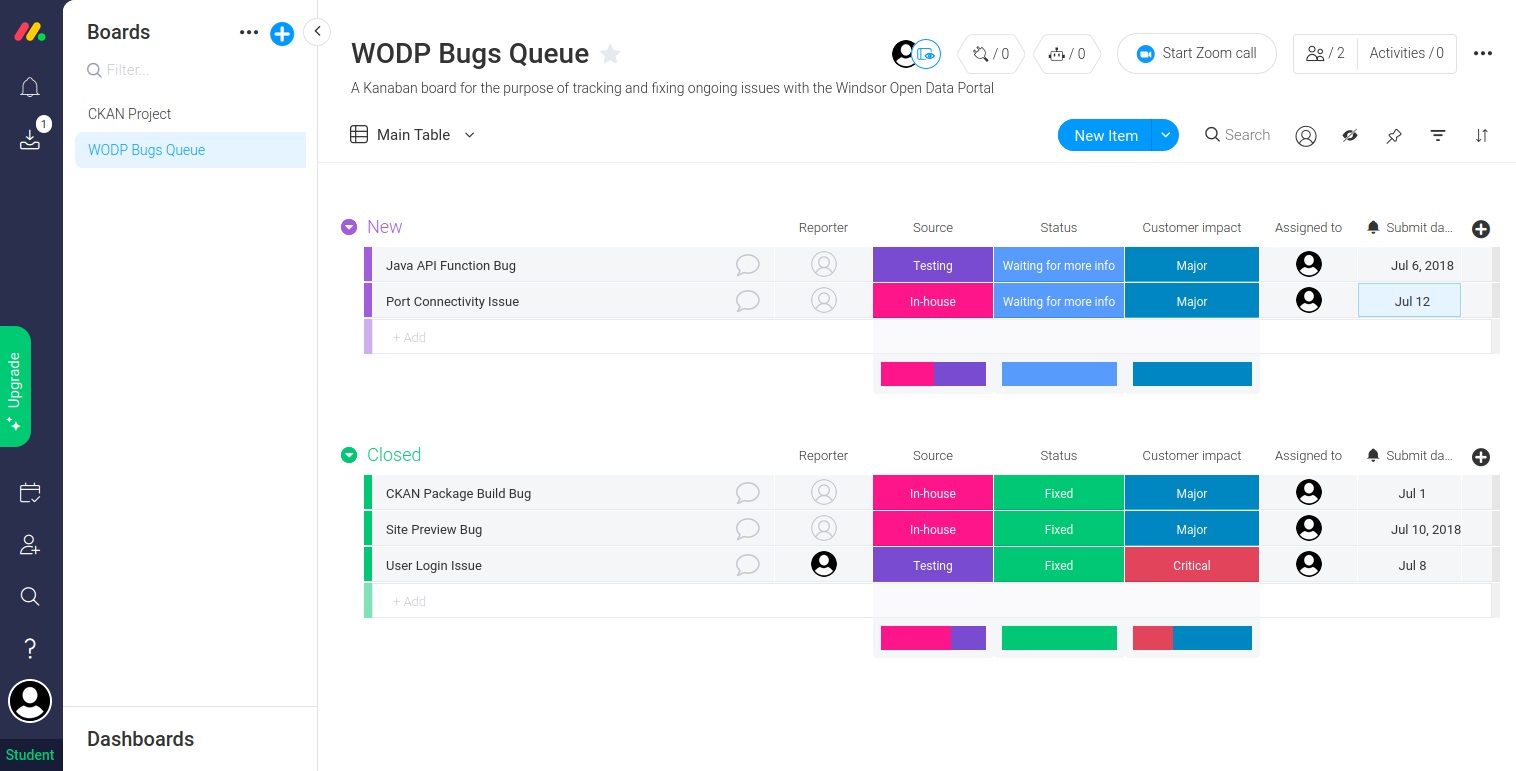 Boards
Filter...
CKAN Project
WODP Bugs Queue
1
Upgrade
?
Student
Dashboards
WODP Bugs Queue
/ 0
/ 0
Start Zoom call
/ 2
Activities / 0
A Kanaban board for the purpose of tracking and fixing ongoing issues with the Windsor Open Data Portal
Main Table
New Item
Search
New Reporter Source Status Customer impact Assigned to Submit da...
Java API Function Bug Testing Waiting for more info Major Jul 6, 2018
Port Connectivity Issue In-house Waiting for more info Major Jul 12
+ Add
Closed Reporter Source Status Customer impact Assigned to Submit da...
CKAN Package Build Bug In-house Fixed Major Jul 1
Site Preview Bug In-house Fixed Major Jul 10, 2018
User Login Issue Testing Fixed Critical Jul 8
+ Add